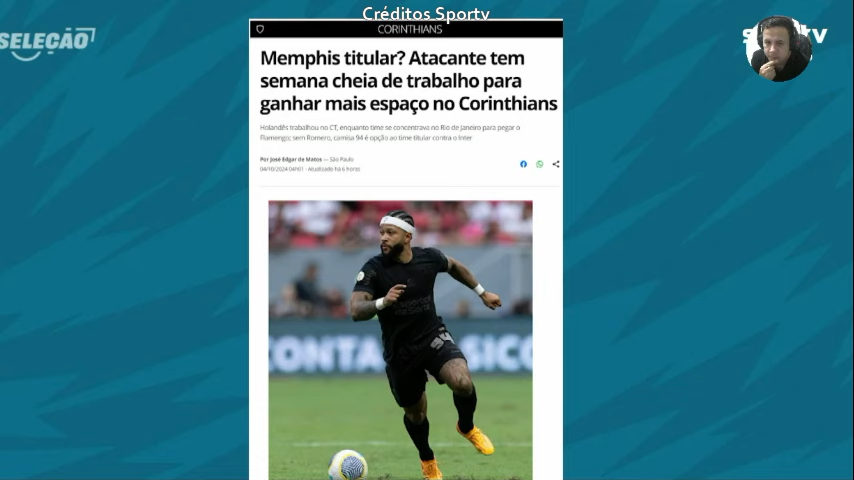 Créditos Sportv
CORINTHIANS
SELEÇÃO
Memphis titular? Atacante tem
semana cheia de trabalho para
ganhar mais espaço no Corinthians
Holandês trabalhou no CT, enquanto time se concentrava no Rio de Janeiro para pegar o
Flamengo; sem Romero, camisa 94 é opção ao time titular contra o Inter
Por José Edgar de Matos — São Paulo
04/10/2024 04h01 · Atualizado há 6 horas
94